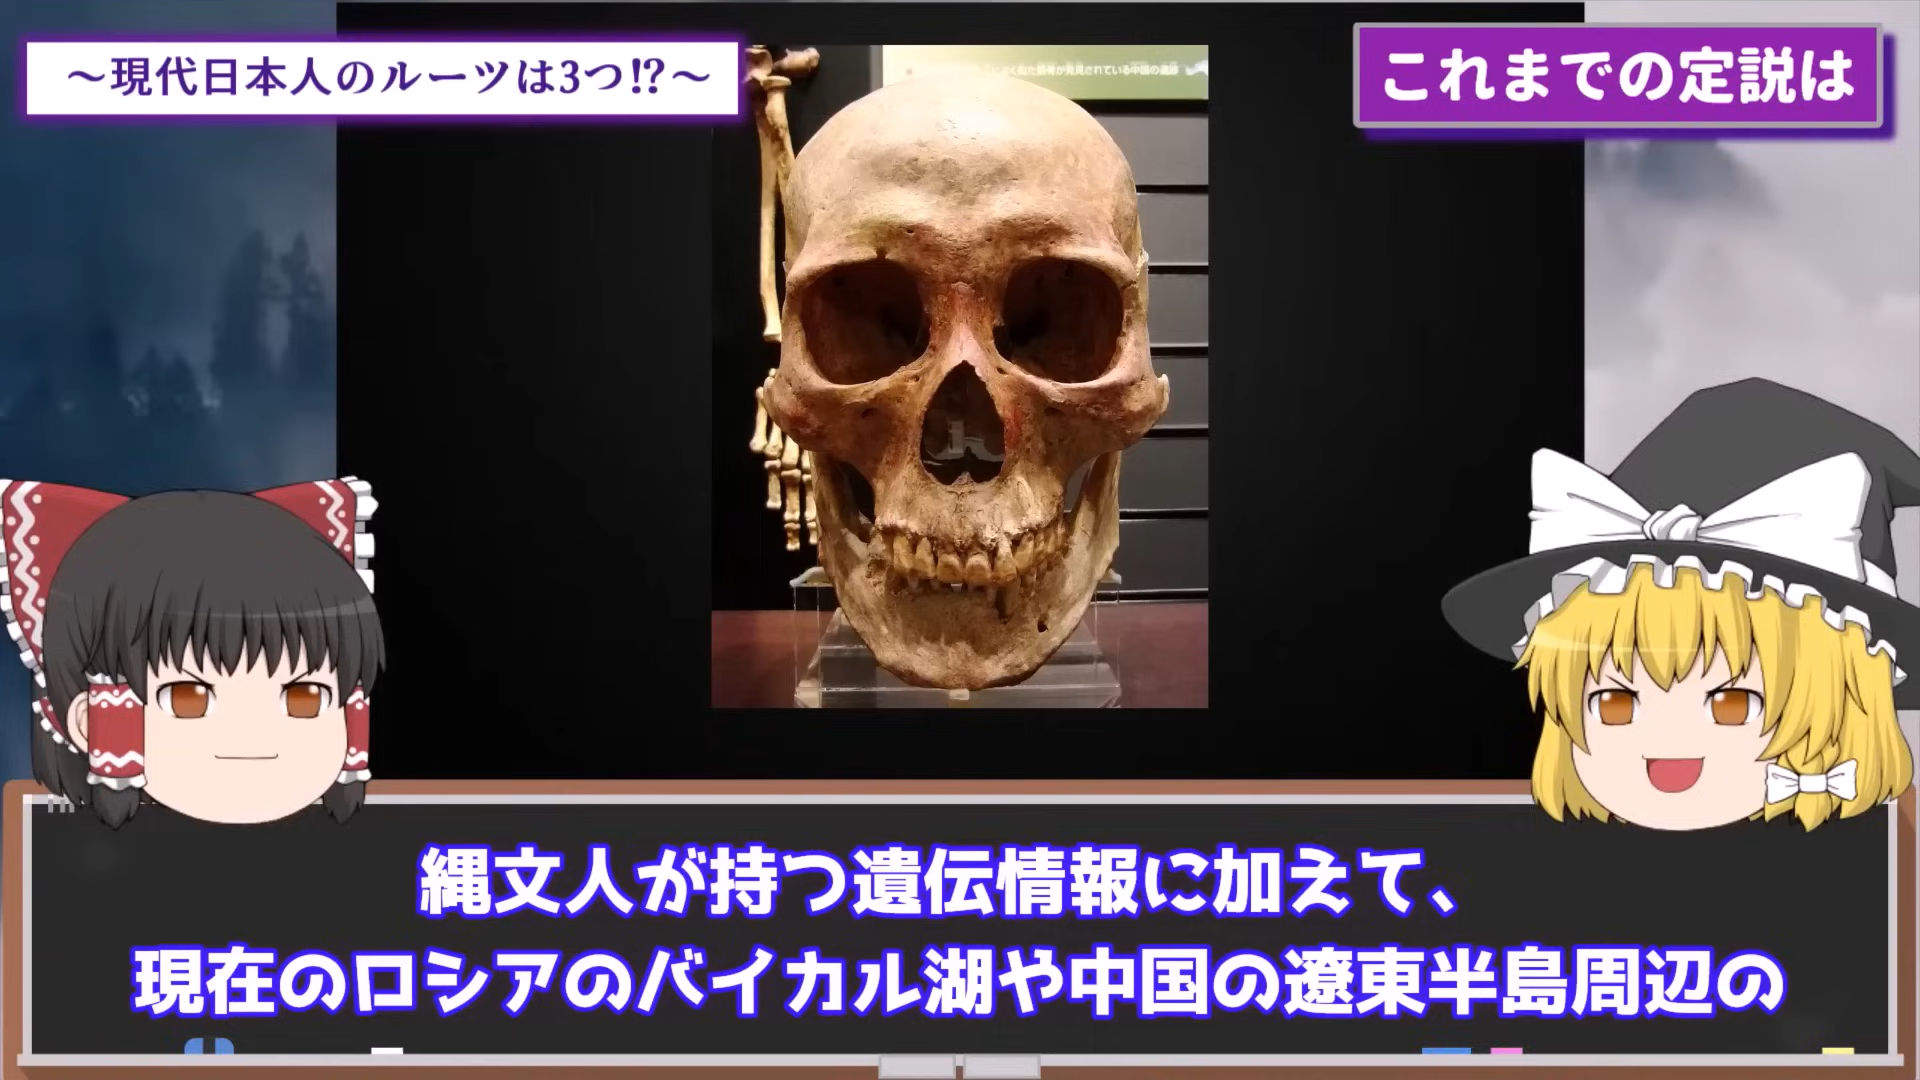 ～現代日本人のルーツは3つ!?～
これまでの定説は
縄文人が持つ遺伝情報に加えて、
現在のロシアのバイカル湖や中国の遼東半島周辺の